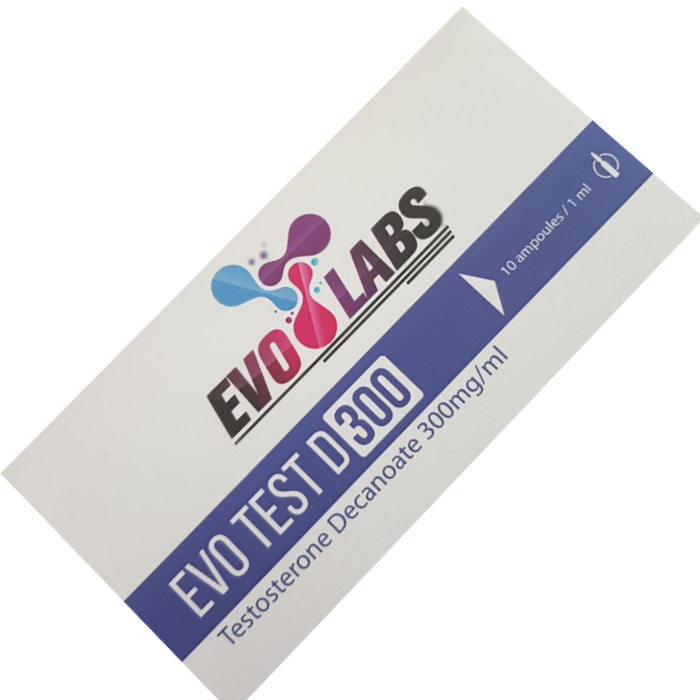 EVO LABS
EVO TEST D 300
10 ampoules / 1 ml
Testosterone Decanoate 300mg/ml